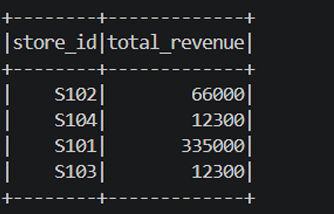 +--------+-------------+
|store_id|total_revenue|
+--------+-------------+
|    S102|        66000|
|    S104|        12300|
|    S101|       335000|
|    S103|        12300|
+--------+-------------+